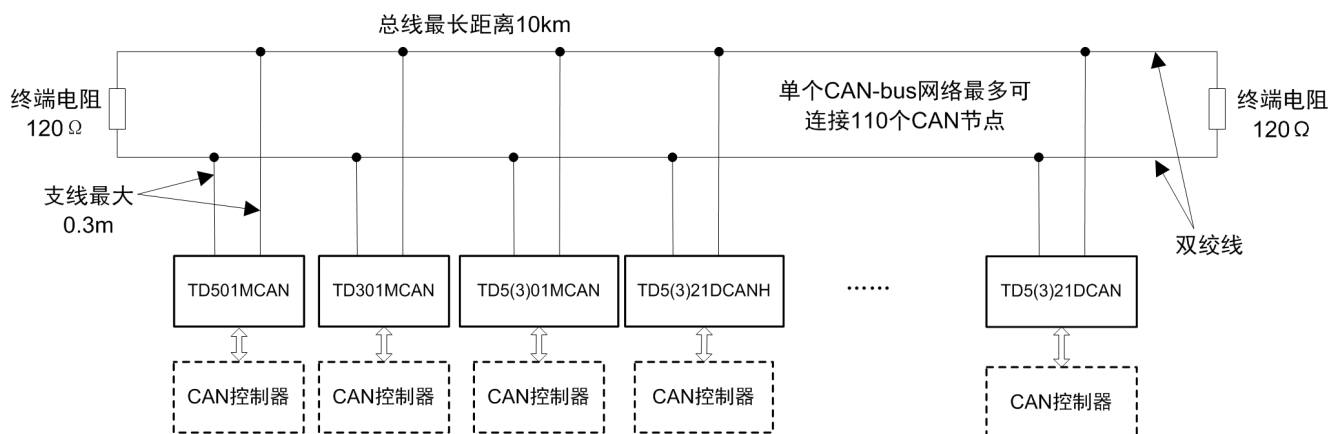 总线最长距离10km
终端电阻
120Ω
单个CAN-bus网络最多可
连接110个CAN节点
终端电阻
120Ω
支线最大
0.3m
双绞线
TD501MCAN
TD301MCAN
TD5(3)01MCAN
TD5(3)21DCANH
……
TD5(3)21DCAN
CAN控制器
CAN控制器
CAN控制器
CAN控制器
CAN控制器